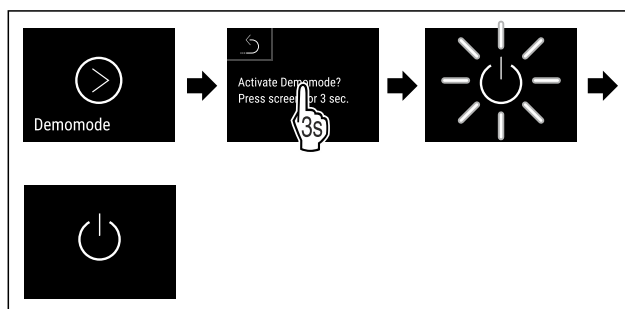 Demomode
Activate Demomode?
Press screen for 3 sec.
3s